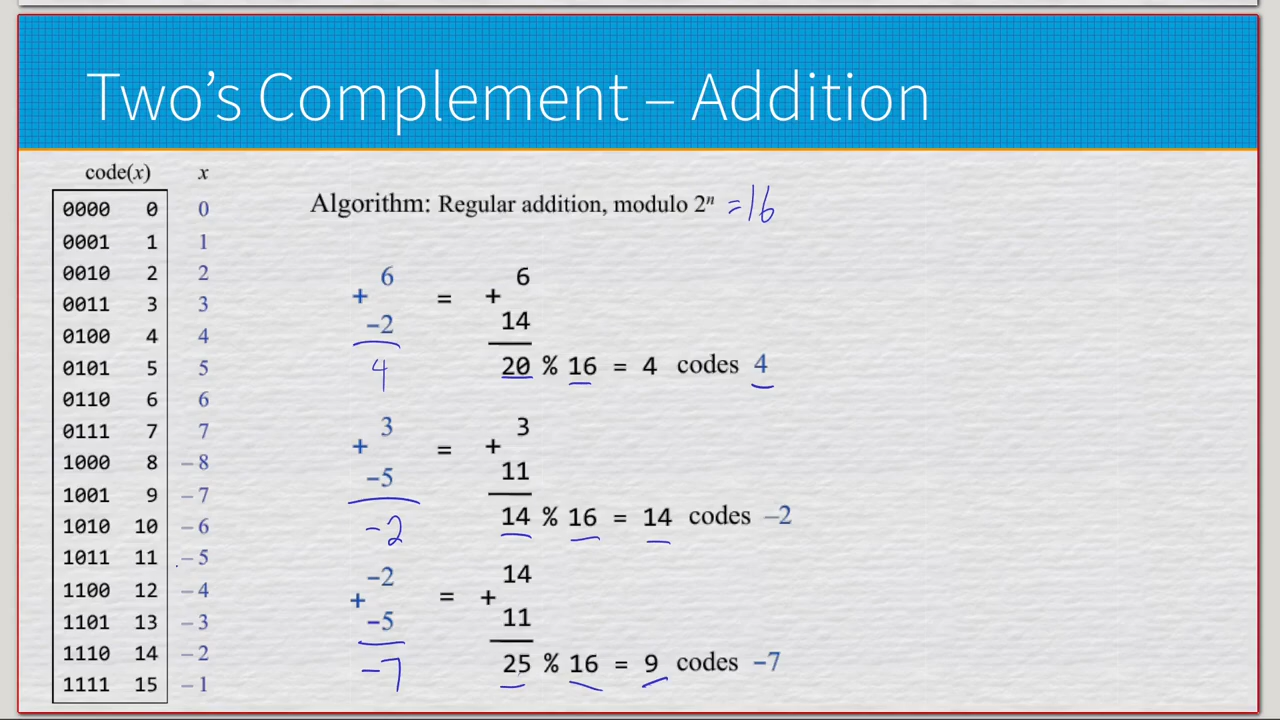 Two's Complement – Addition
code(x) x
0000 0 0
0001 1 1
0010 2 2
0011 3 3
0100 4 4
0101 5 5
0110 6 6
0111 7 7
1000 8 –8
1001 9 –7
1010 10 –6
1011 11 –5
1100 12 –4
1101 13 –3
1110 14 –2
1111 15 –1
Algorithm: Regular addition, modulo 2ⁿ =16
6 6
+ = +
–2 14
4 20 % 16 = 4 codes 4
3 3
+ = +
–5 11
-2 14 % 16 = 14 codes –2
–2 14
+ = +
–5 11
-7 25 % 16 = 9 codes –7